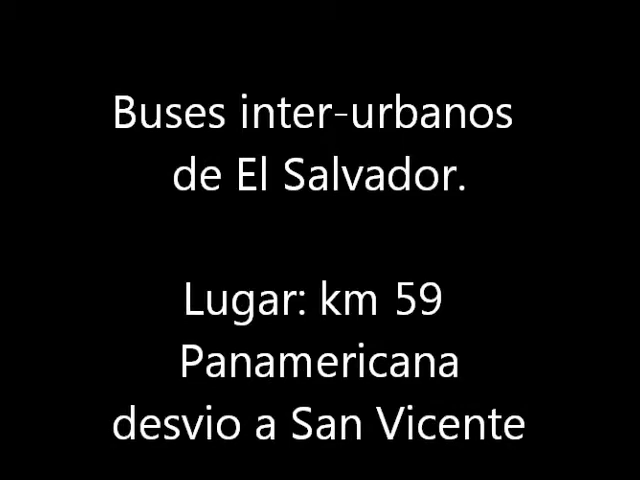 Buses inter-urbanos
de El Salvador.
Lugar: km 59
Panamericana
desvio a San Vicente